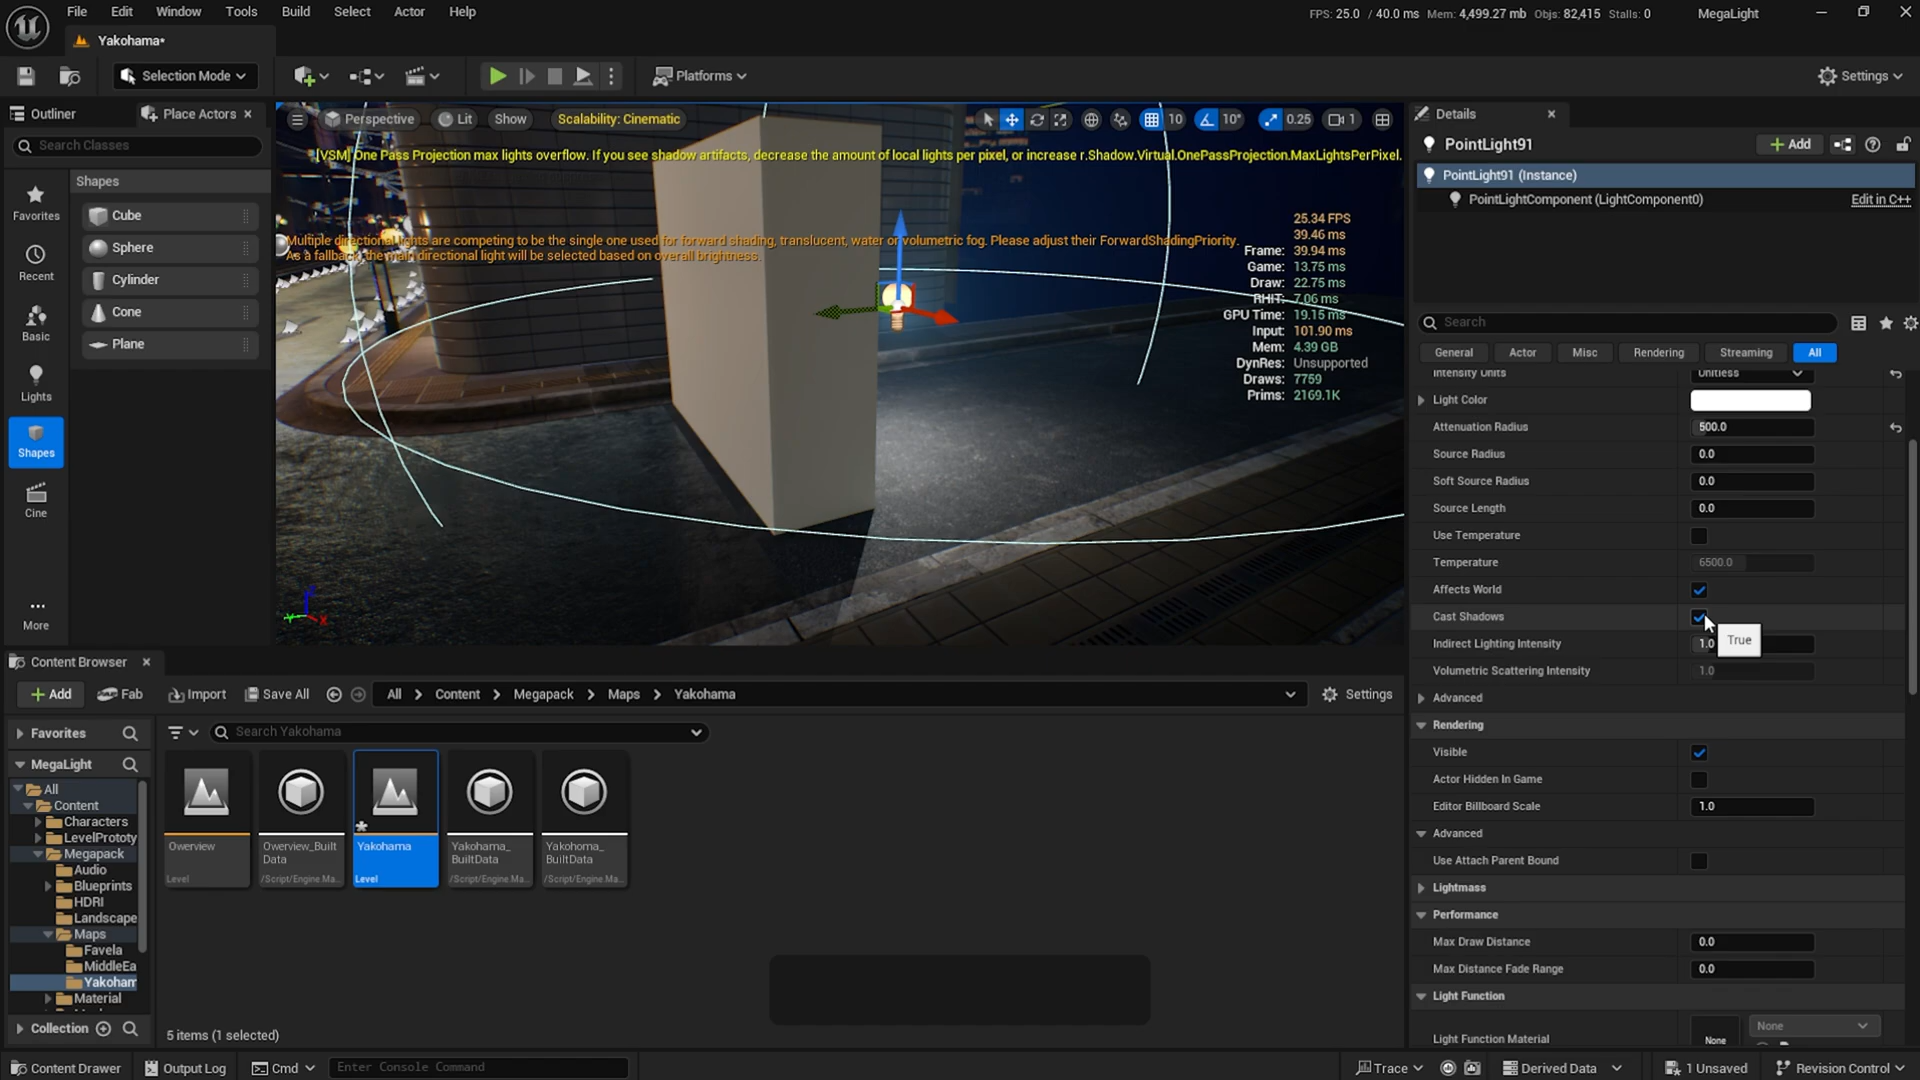 File Edit Window Tools Build Select Actor Help
FPS: 25.0 / 40.0 ms Mem: 4,499.27 mb Objs: 82,415 Stalls: 0
MegaLight
Yakohama•
Selection Mode
Platforms
Settings
Outliner
Place Actors
Search Classes
Favorites
Recent
Basic
Lights
Shapes
Cine
More
Shapes
Cube
Sphere
Cylinder
Cone
Plane
Perspective
Lit
Show
Scalability: Cinematic
10
10°
0.25
1
[VSM] One Pass Projection max lights overflow. If you see shadow artifacts, decrease the amount of local lights per pixel, or increase r.Shadow.Virtual.OnePassProjection.MaxLightsPerPixel.
Multiple directional lights are competing to be the single one used for forward shading, translucent, water or volumetric fog. Please adjust their ForwardShadingPriority.
As a fallback, the main directional light will be selected based on overall brightness.
25.34 FPS
39.46 ms
Frame: 39.94 ms
Game: 13.75 ms
Draw: 22.75 ms
RHIT: 7.06 ms
GPU Time: 19.15 ms
Input: 101.90 ms
Mem: 4.39 GB
DynRes: Unsupported
Draws: 7759
Prims: 2169.1K
Z
Y
X
Details
PointLight91
Add
PointLight91 (Instance)
PointLightComponent (LightComponent0)
Edit in C++
Search
General Actor Misc Rendering Streaming All
Intensity Units Unitless
Light Color
Attenuation Radius 500.0
Source Radius 0.0
Soft Source Radius 0.0
Source Length 0.0
Use Temperature
Temperature 6500.0
Affects World
Cast Shadows
True
Indirect Lighting Intensity 1.0
Volumetric Scattering Intensity 1.0
Advanced
Rendering
Visible
Actor Hidden In Game
Editor Billboard Scale 1.0
Advanced
Use Attach Parent Bound
Lightmass
Performance
Max Draw Distance 0.0
Max Distance Fade Range 0.0
Light Function
Light Function Material
None
None
Content Browser
Add
Fab
Import
Save All
All > Content > Megapack > Maps > Yakohama
Settings
Favorites
MegaLight
All
Content
Characters
LevelPrototy
Megapack
Audio
Blueprints
HDRI
Landscape
Maps
Favela
MiddleEa
Yakoham
Material
Collection
Search Yakohama
Owerview
Level
Owerview_Built
Data
/Script/Engine.Ma...
Yakohama
Level
Yakohama_
BuiltData
/Script/Engine.Ma...
Yakohoma_
BuiltData
/Script/Engine.Ma...
5 items (1 selected)
Content Drawer
Output Log
Cmd
Enter Console Command
Trace
Derived Data
1 Unsaved
Revision Control